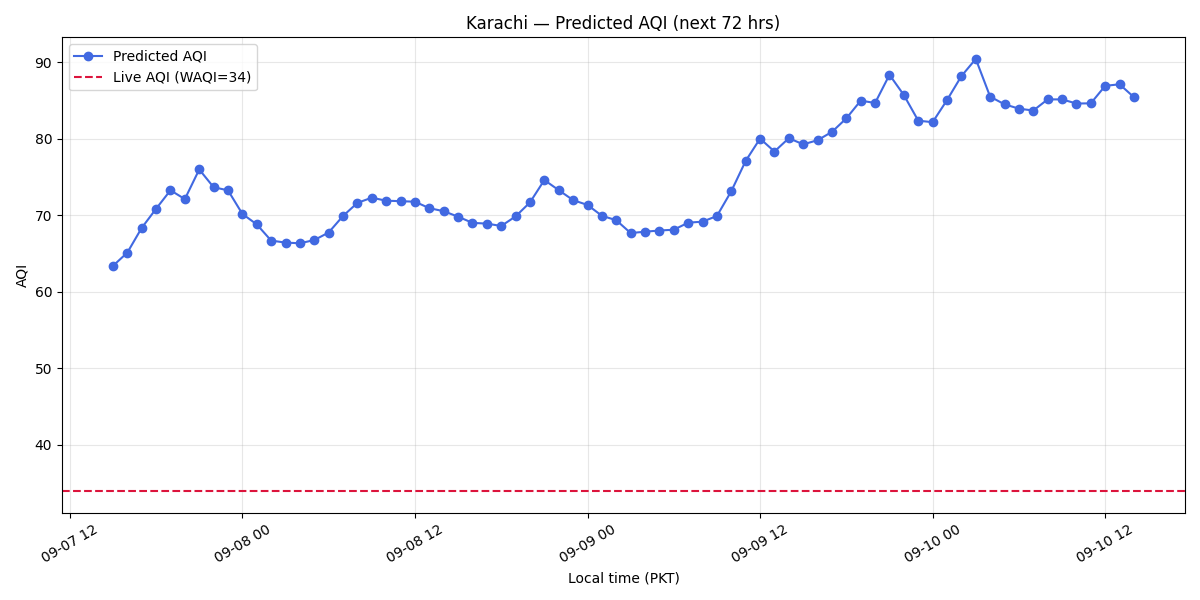 Karachi — Predicted AQI (next 72 hrs)
Predicted AQI
Live AQI (WAQI=34)
AQI
90
80
70
60
50
40
09-07 12
09-08 00
09-08 12
09-09 00
09-09 12
09-10 00
09-10 12
Local time (PKT)